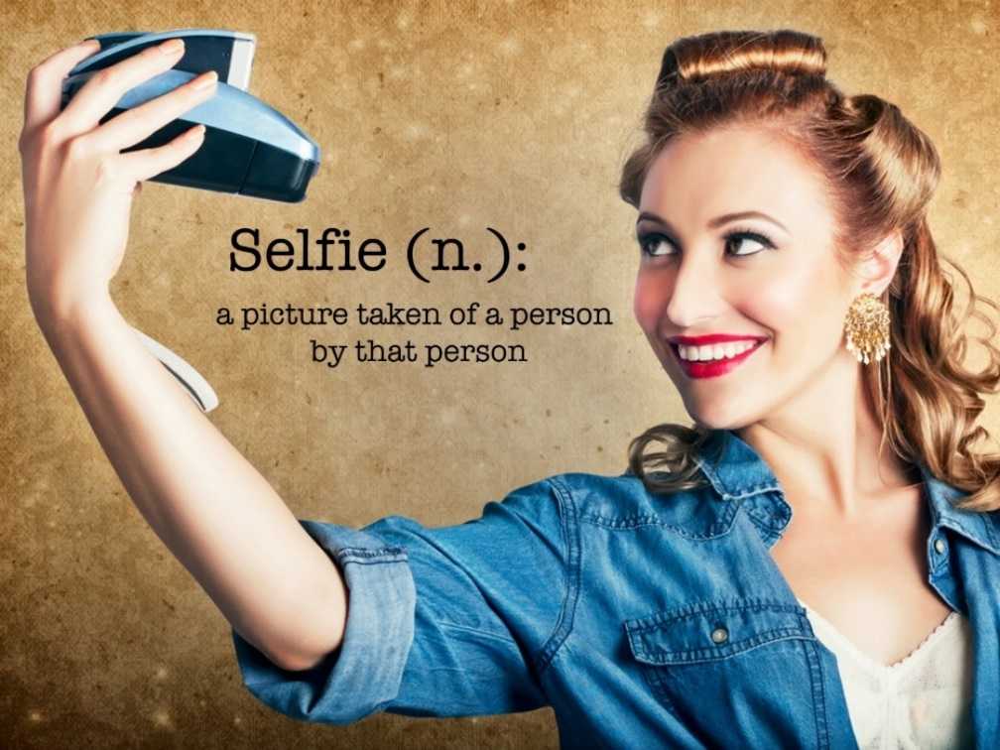 Selfie (n.):
a picture taken of a person
by that person